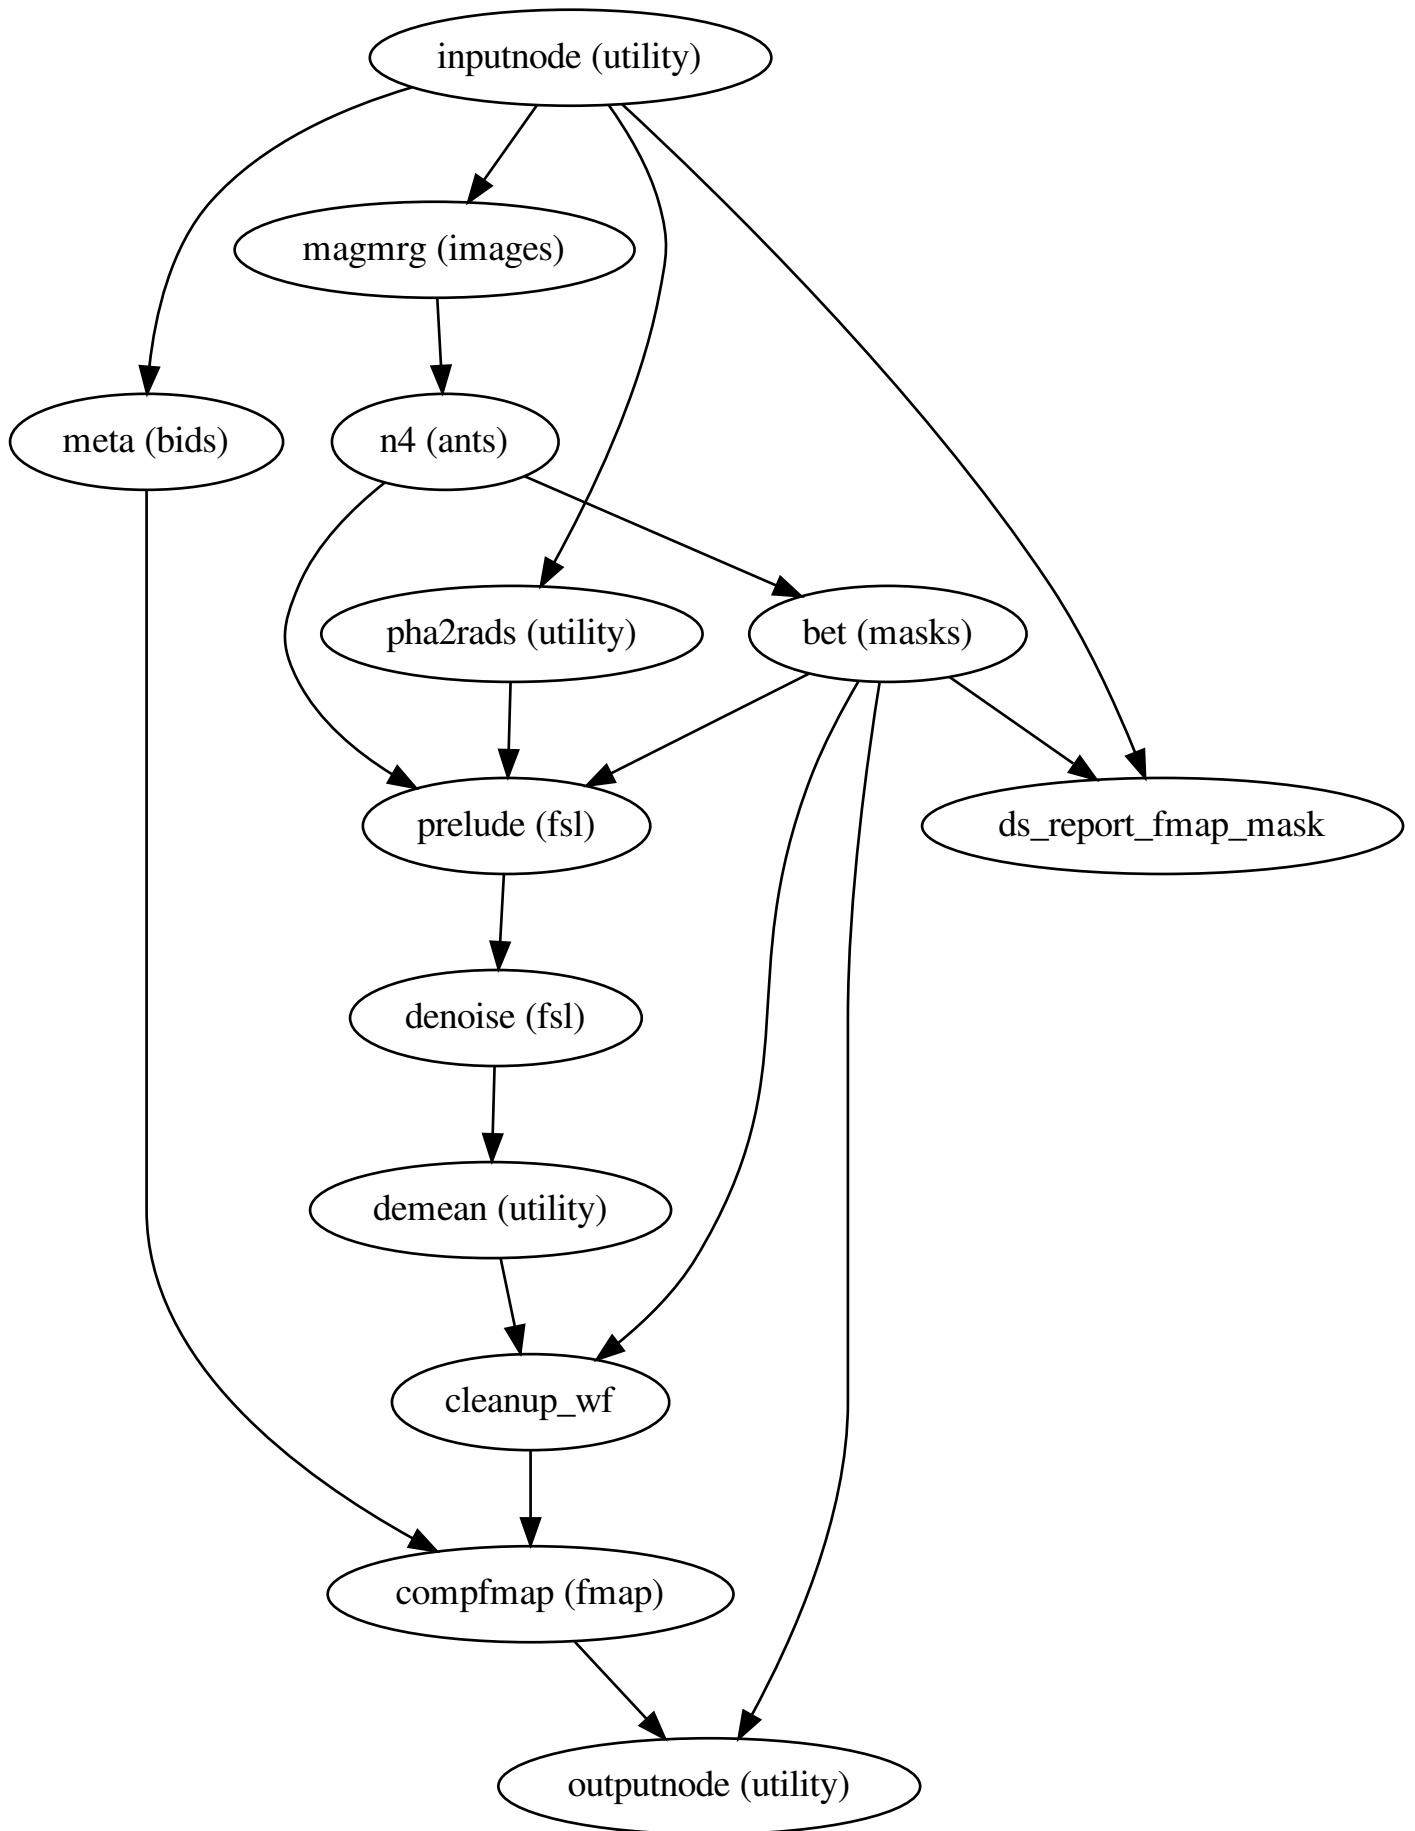 inputnode (utility)
magmrg (images)
meta (bids)
n4 (ants)
pha2rads (utility)
bet (masks)
prelude (fsl)
ds_report_fmap_mask
denoise (fsl)
demean (utility)
cleanup_wf
compfmap (fmap)
outputnode (utility)